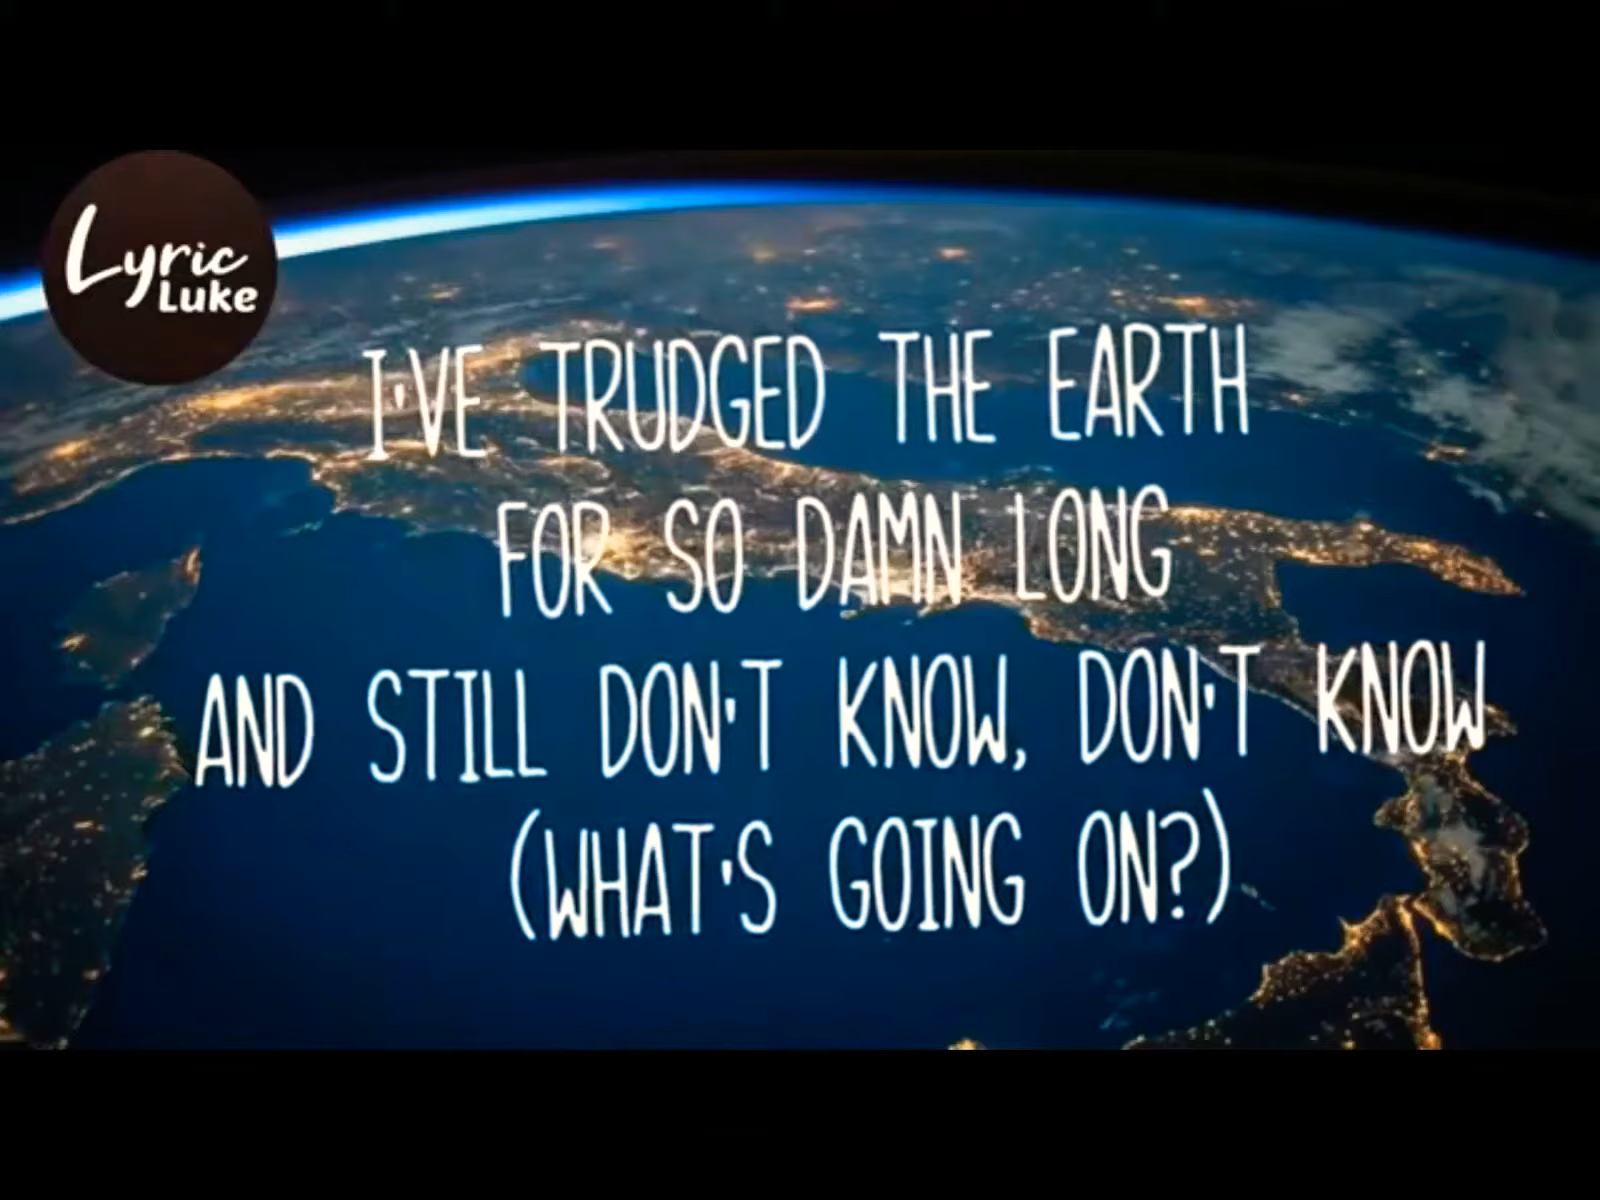 Lyric
Luke
I'VE TRUDGED THE EARTH
FOR SO DAMN LONG
AND STILL DON'T KNOW, DON'T KNOW
(WHAT'S GOING ON?)